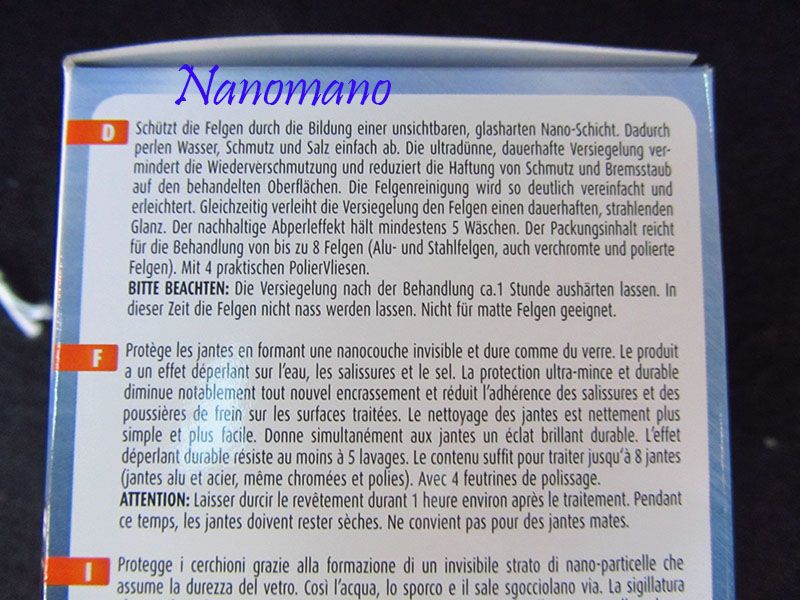 Nanomano
D Schützt die Felgen durch die Bildung einer unsichtbaren, glasharten Nano-Schicht. Dadurch
perlen Wasser, Schmutz und Salz einfach ab. Die ultradünne, dauerhafte Versiegelung ver-
mindert die Wiederverschmutzung und reduziert die Haftung von Schmutz und Bremsstaub
auf den behandelten Oberflächen. Die Felgenreinigung wird so deutlich vereinfacht und
erleichtert. Gleichzeitig verleiht die Versiegelung den Felgen einen dauerhaften, strahlenden
Glanz. Der nachhaltige Abperleffekt hält mindestens 5 Wäschen. Der Packungsinhalt reicht
für die Behandlung von bis zu 8 Felgen (Alu- und Stahlfelgen, auch verchromte und polierte
Felgen). Mit 4 praktischen PolierVliesen.
BITTE BEACHTEN: Die Versiegelung nach der Behandlung ca.1 Stunde aushärten lassen. In
dieser Zeit die Felgen nicht nass werden lassen. Nicht für matte Felgen geeignet.
F Protège les jantes en formant une nanocouche invisible et dure comme du verre. Le produit
a un effet déperlant sur l'eau, les salissures et le sel. La protection ultra-mince et durable
diminue notablement tout nouvel encrassement et réduit l'adhérence des salissures et des
poussières de frein sur les surfaces traitées. Le nettoyage des jantes est nettement plus
simple et plus facile. Donne simultanément aux jantes un éclat brillant durable. L'effet
déperlant durable résiste au moins à 5 lavages. Le contenu suffit pour traiter jusqu'à 8 jantes
(jantes alu et acier, même chromées et polies). Avec 4 feutrines de polissage.
ATTENTION: Laisser durcir le revêtement durant 1 heure environ après le traitement. Pendant
ce temps, les jantes doivent rester sèches. Ne convient pas pour des jantes mates.
I Protegge i cerchioni grazie alla formazione di un invisibile strato di nano-particelle che
assume la durezza del vetro. Così l'acqua, lo sporco e il sale sgocciolano via. La sigillatura